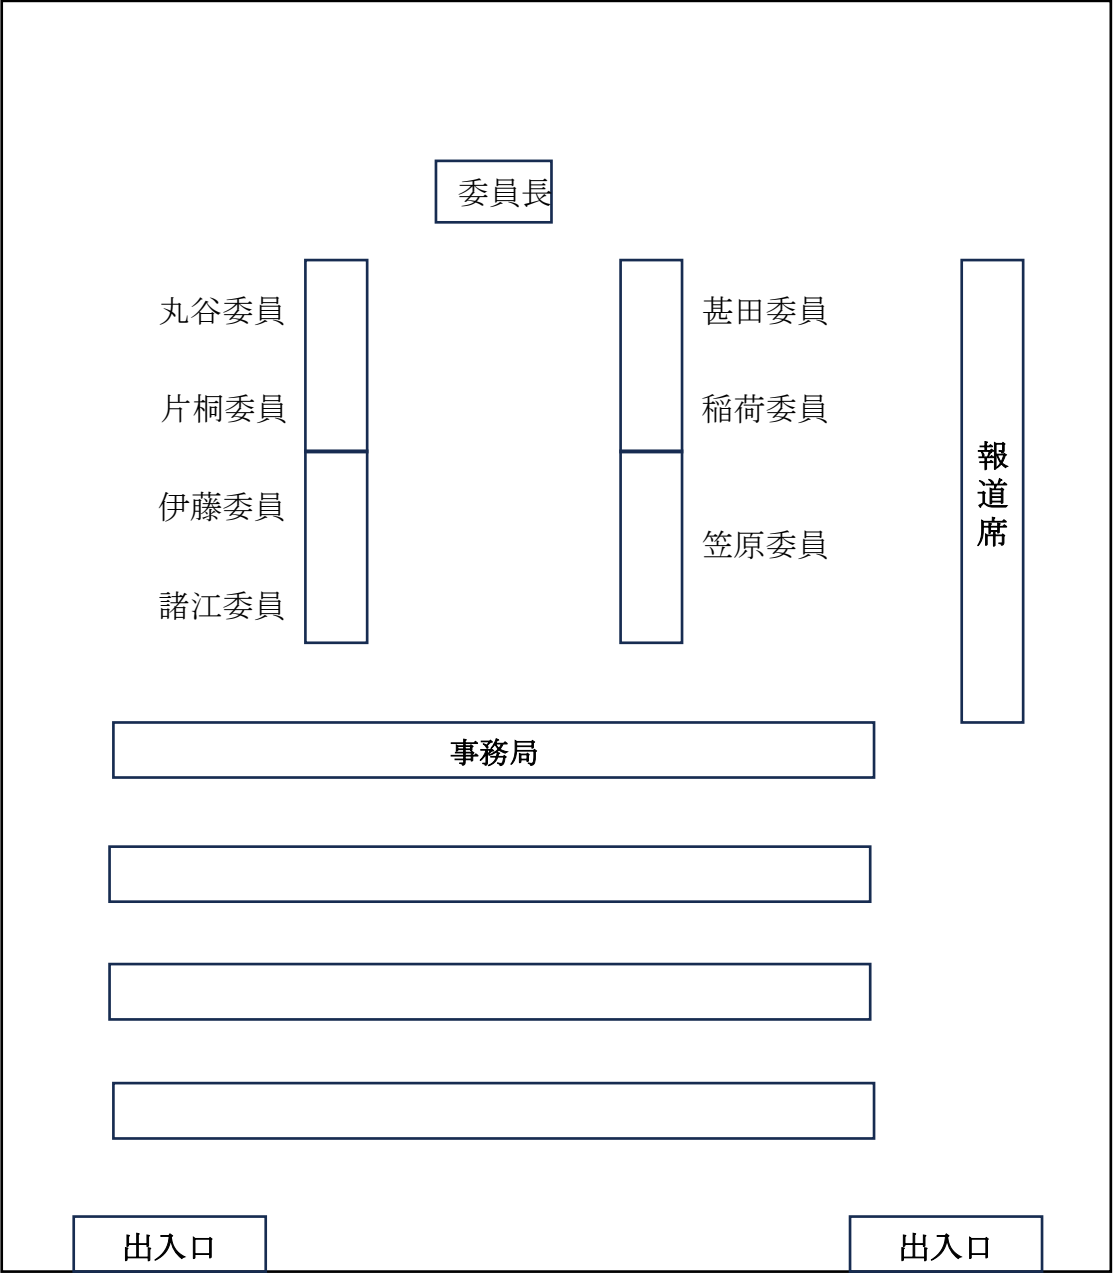 委員長
丸谷委員
甚田委員
片桐委員
稲荷委員
伊藤委員
笠原委員
諸江委員
報道席
事務局
出入口
出入口